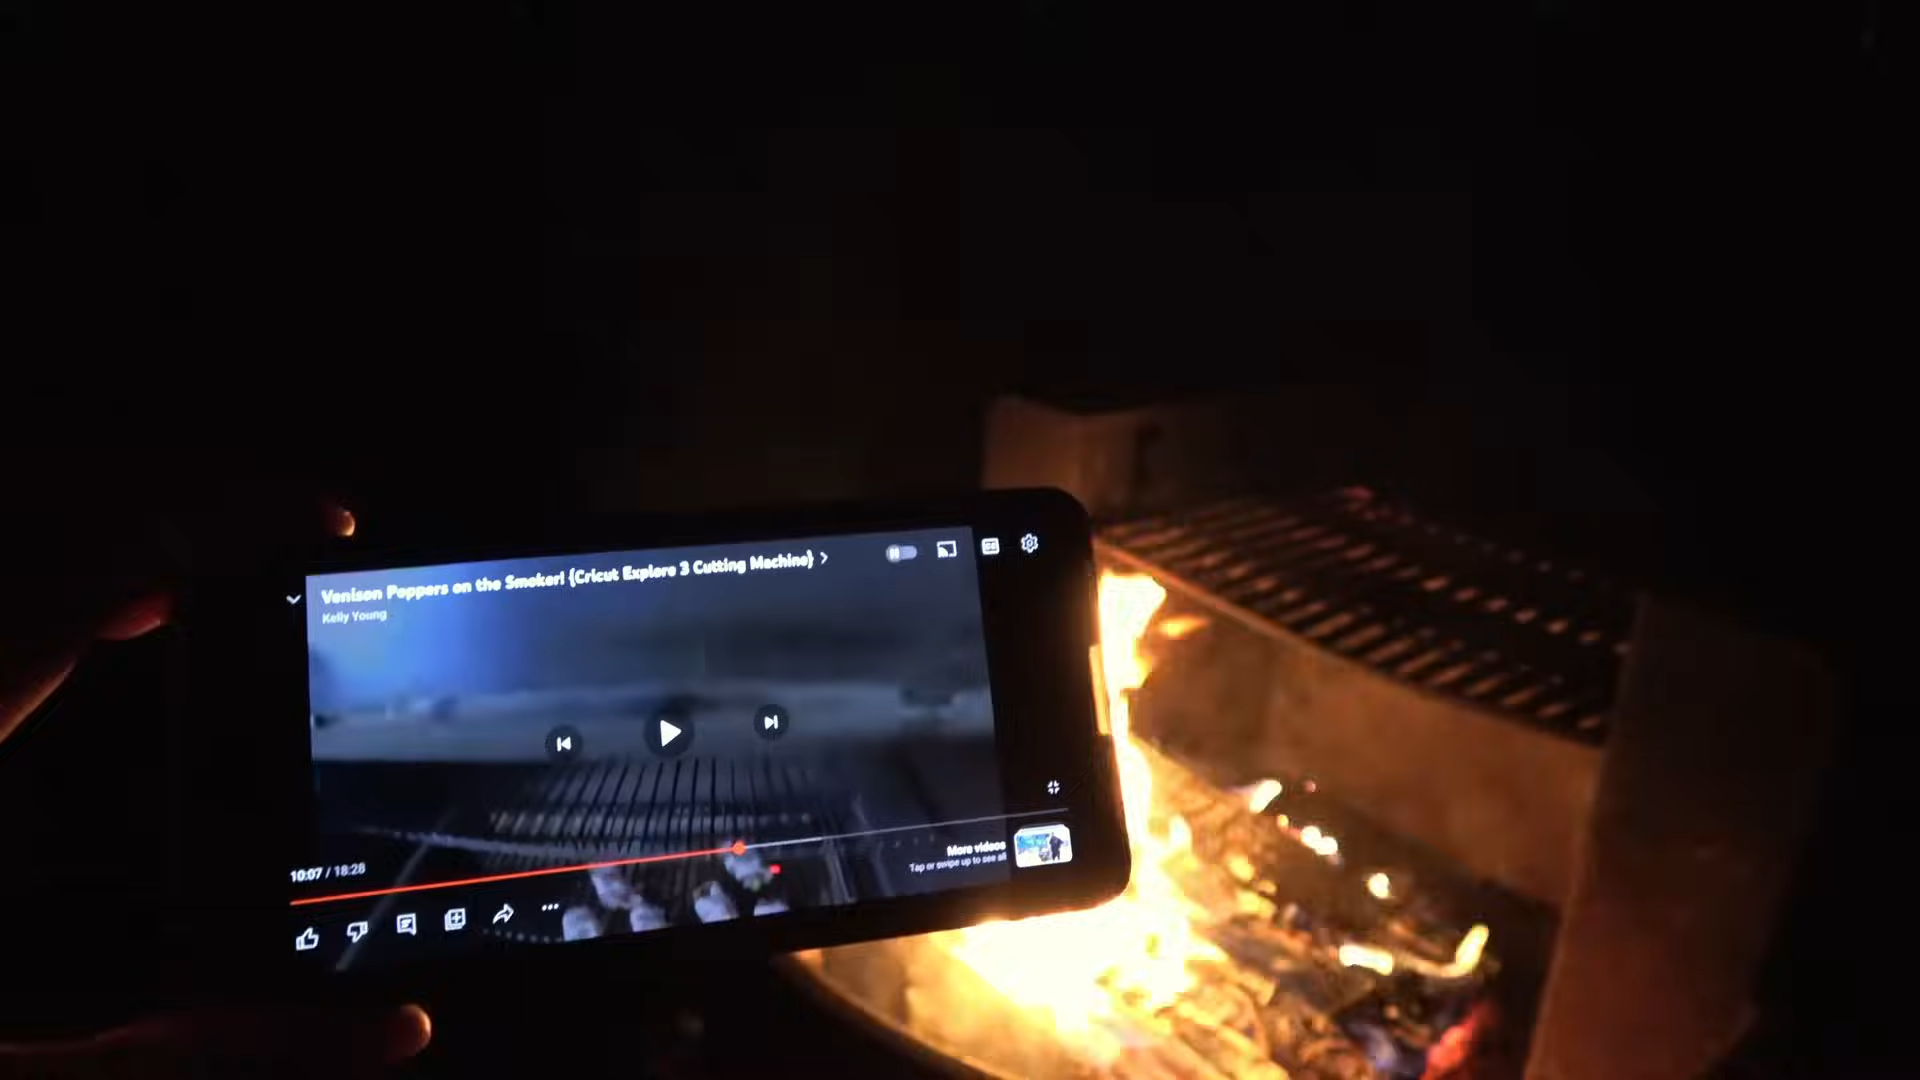 Venison Poppers on the Smoker! {Cricut Explore 3 Cutting Machine}
Kelly Young
CC
10:07 / 18:28
More videos
Tap or swipe up to see all